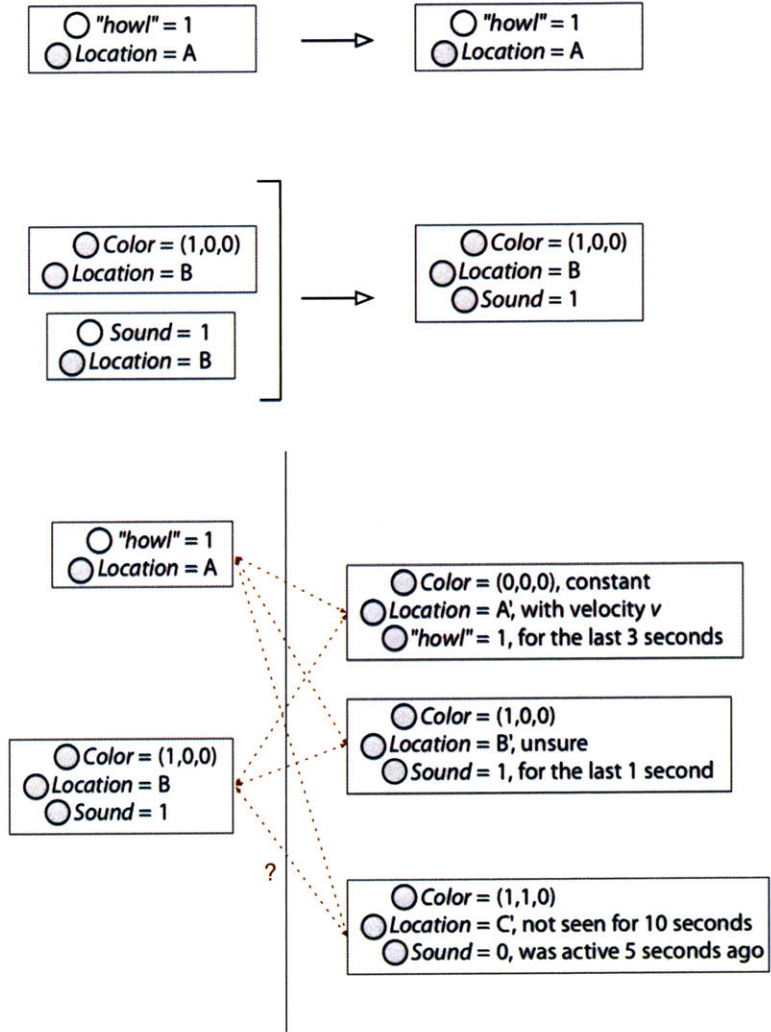 "howl" = 1
Location = A
"howl" = 1
Location = A
Color = (1,0,0)
Location = B
Sound = 1
Location = B
Color = (1,0,0)
Location = B
Sound = 1
"howl" = 1
Location = A
Color = (1,0,0)
Location = B
Sound = 1
?
Color = (0,0,0), constant
Location = A', with velocity v
"howl" = 1, for the last 3 seconds
Color = (1,0,0)
Location = B', unsure
Sound = 1, for the last 1 second
Color = (1,1,0)
Location = C', not seen for 10 seconds
Sound = 0, was active 5 seconds ago